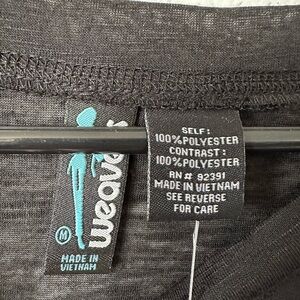 weave
M
MADE IN
VIETNAM
SELF:
100%POLYESTER
CONTRAST:
100%POLYESTER
RN# 92391
MADE IN VIETNAM
SEE REVERSE
FOR CARE